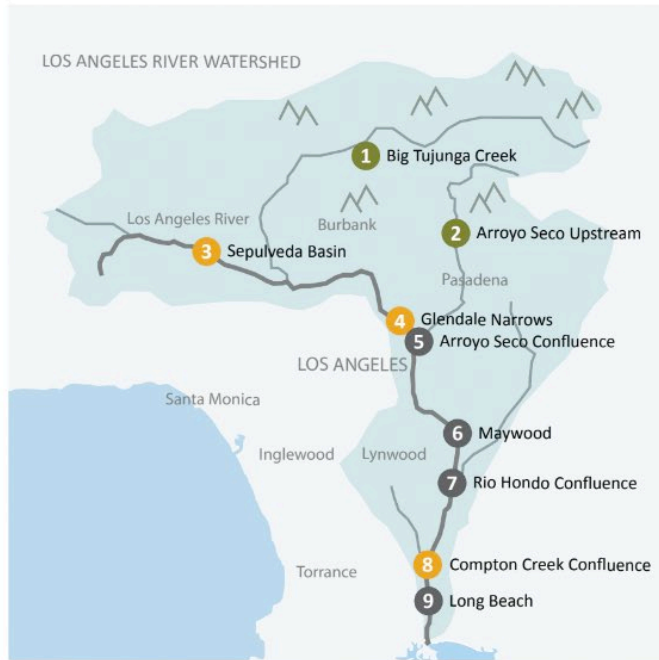 LOS ANGELES RIVER WATERSHED
1 Big Tujunga Creek
Los Angeles River
Burbank
2 Arroyo Seco Upstream
3 Sepulveda Basin
Pasadena
4 Glendale Narrows
5 Arroyo Seco Confluence
LOS ANGELES
Santa Monica
6 Maywood
Inglewood
Lynwood
7 Rio Hondo Confluence
8 Compton Creek Confluence
Torrance
9 Long Beach